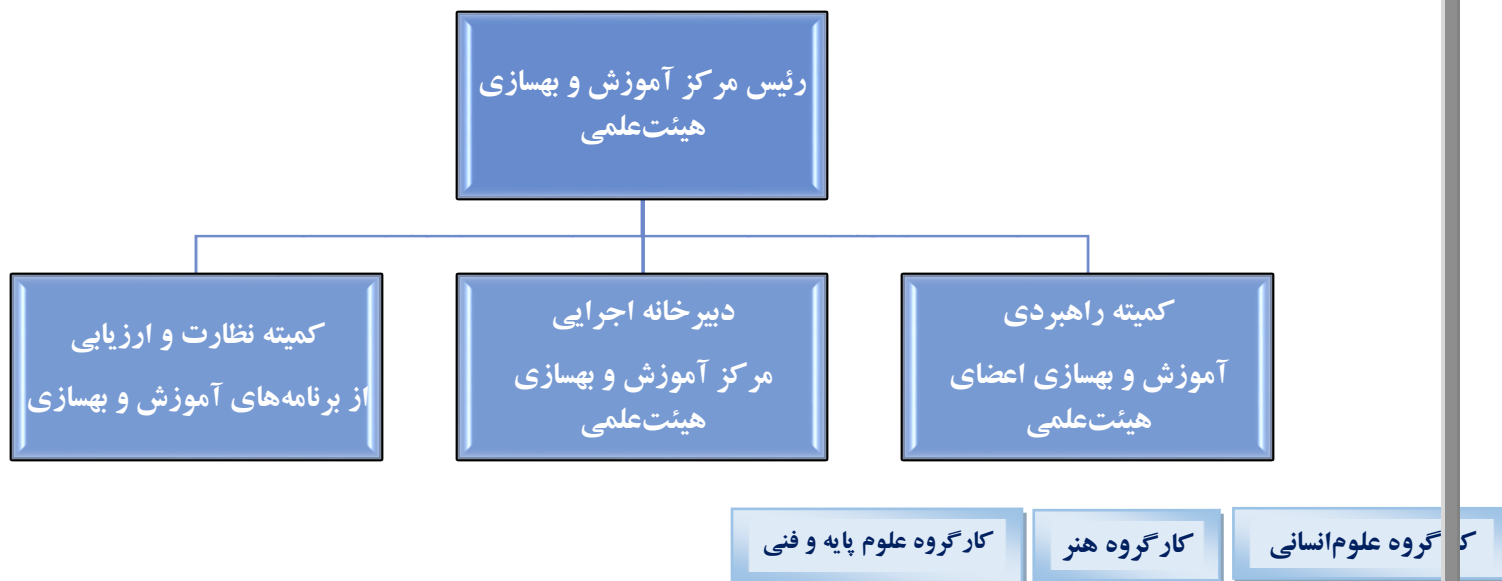 رئیس مرکز آموزش و بهسازی
هیئت‌علمی
کمیته راهبردی
آموزش و بهسازی اعضای
هیئت‌علمی
دبیرخانه اجرایی
مرکز آموزش و بهسازی
هیئت‌علمی
کمیته نظارت و ارزیابی
از برنامه‌های آموزش و بهسازی
کارگروه علوم‌انسانی
کارگروه هنر
کارگروه علوم پایه و فنی